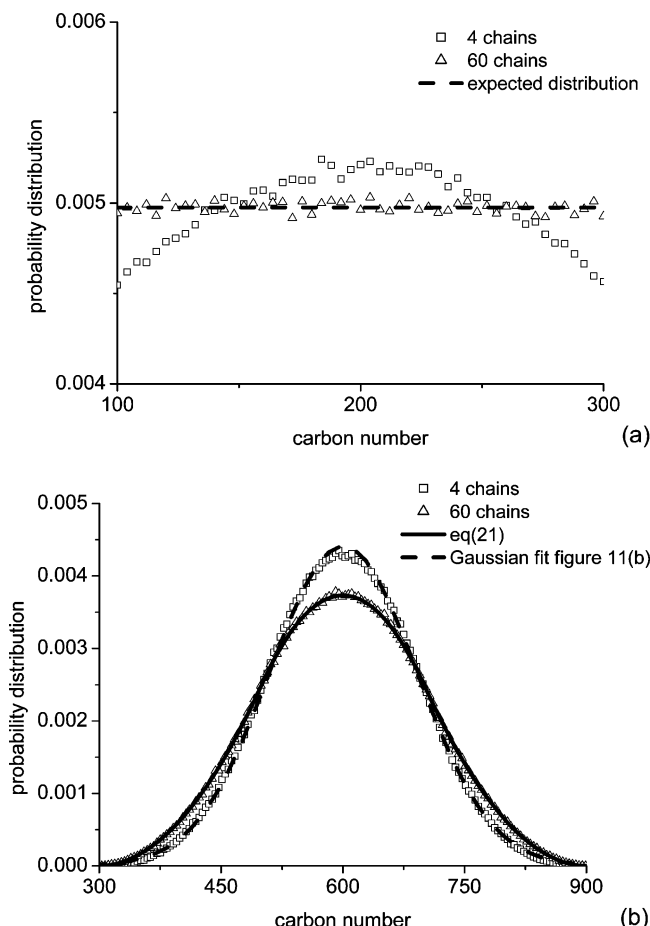 0.006
4 chains
60 chains
expected distribution
0.005
0.004
probability distribution
100
200
300
carbon number
(a)
0.005
4 chains
60 chains
eq(21)
Gaussian fit figure 11(b)
0.004
0.003
0.002
0.001
0.000
probability distribution
300
450
600
750
900
carbon number
(b)